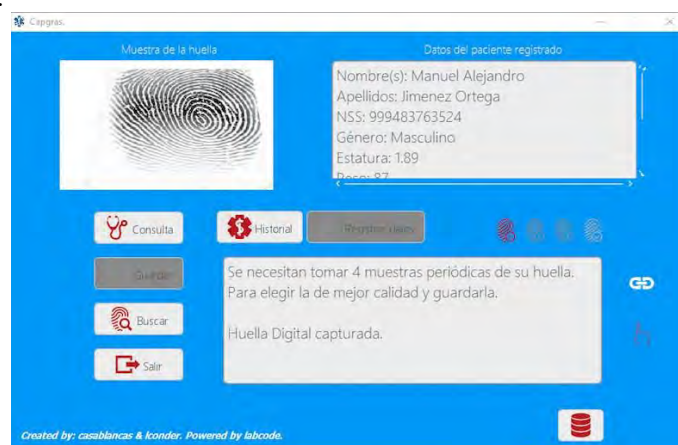 Capgras.
Muestra de la huella
Datos del paciente registrado
Nombre(s): Manuel Alejandro
Apellidos: Jimenez Ortega
NSS: 999483763524
Género: Masculino
Estatura: 1.89
Peso: 87
Consulta
Historial
Registrar datos
Guardar
Se necesitan tomar 4 muestras periódicas de su huella.
Para elegir la de mejor calidad y guardarla.
Huella Digital capturada.
Buscar
Salir
Created by: casablancas & lconder. Powered by labcode.